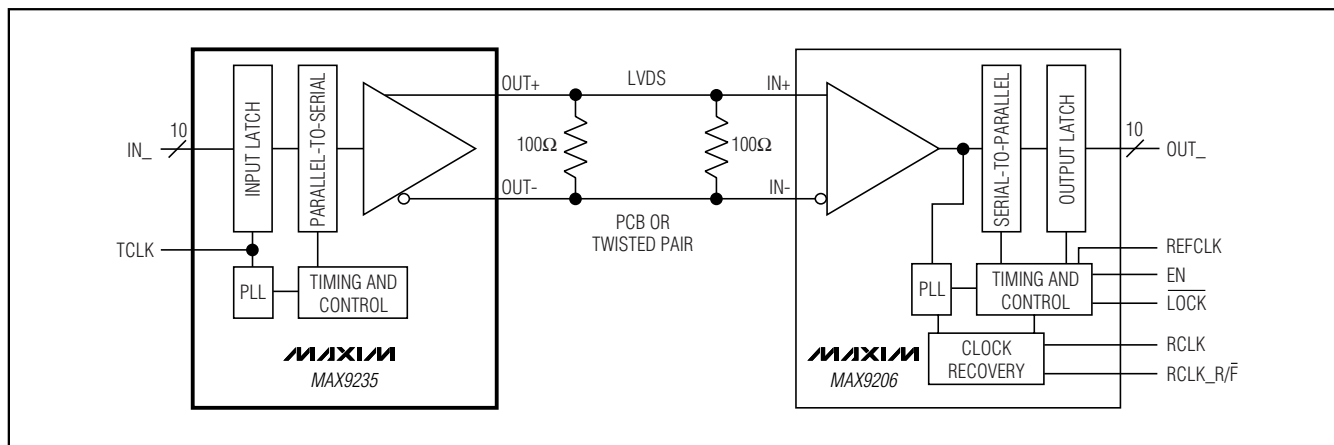 IN_
10
INPUT LATCH
PARALLEL-TO-SERIAL
TCLK
PLL
TIMING AND
CONTROL
MAXIM
MAX9235
OUT+
OUT-
LVDS
100Ω
100Ω
PCB OR
TWISTED PAIR
IN+
IN-
SERIAL-TO-PARALLEL
OUTPUT LATCH
10
OUT_
PLL
TIMING AND
CONTROL
CLOCK
RECOVERY
MAXIM
MAX9206
REFCLK
EN
L̅O̅C̅K̅
RCLK
RCLK_R/F̅